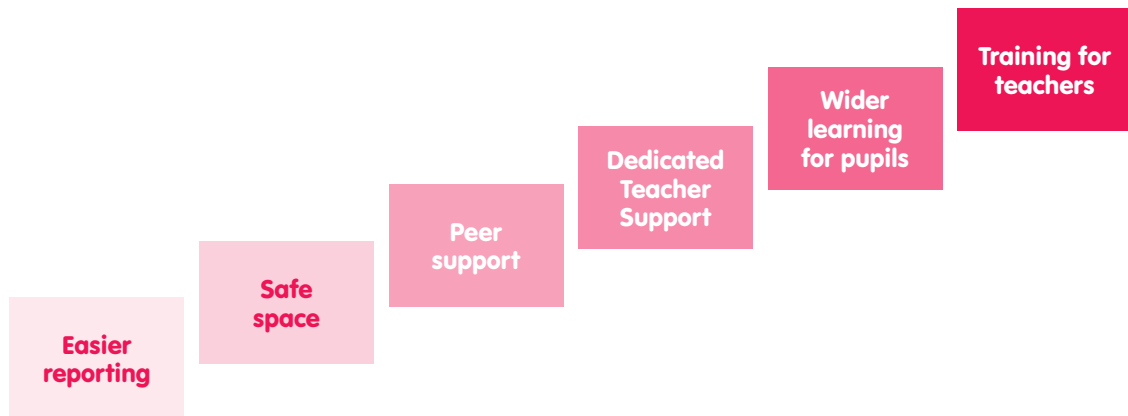 Easier
reporting
Safe
space
Peer
support
Dedicated
Teacher
Support
Wider
learning
for pupils
Training for
teachers